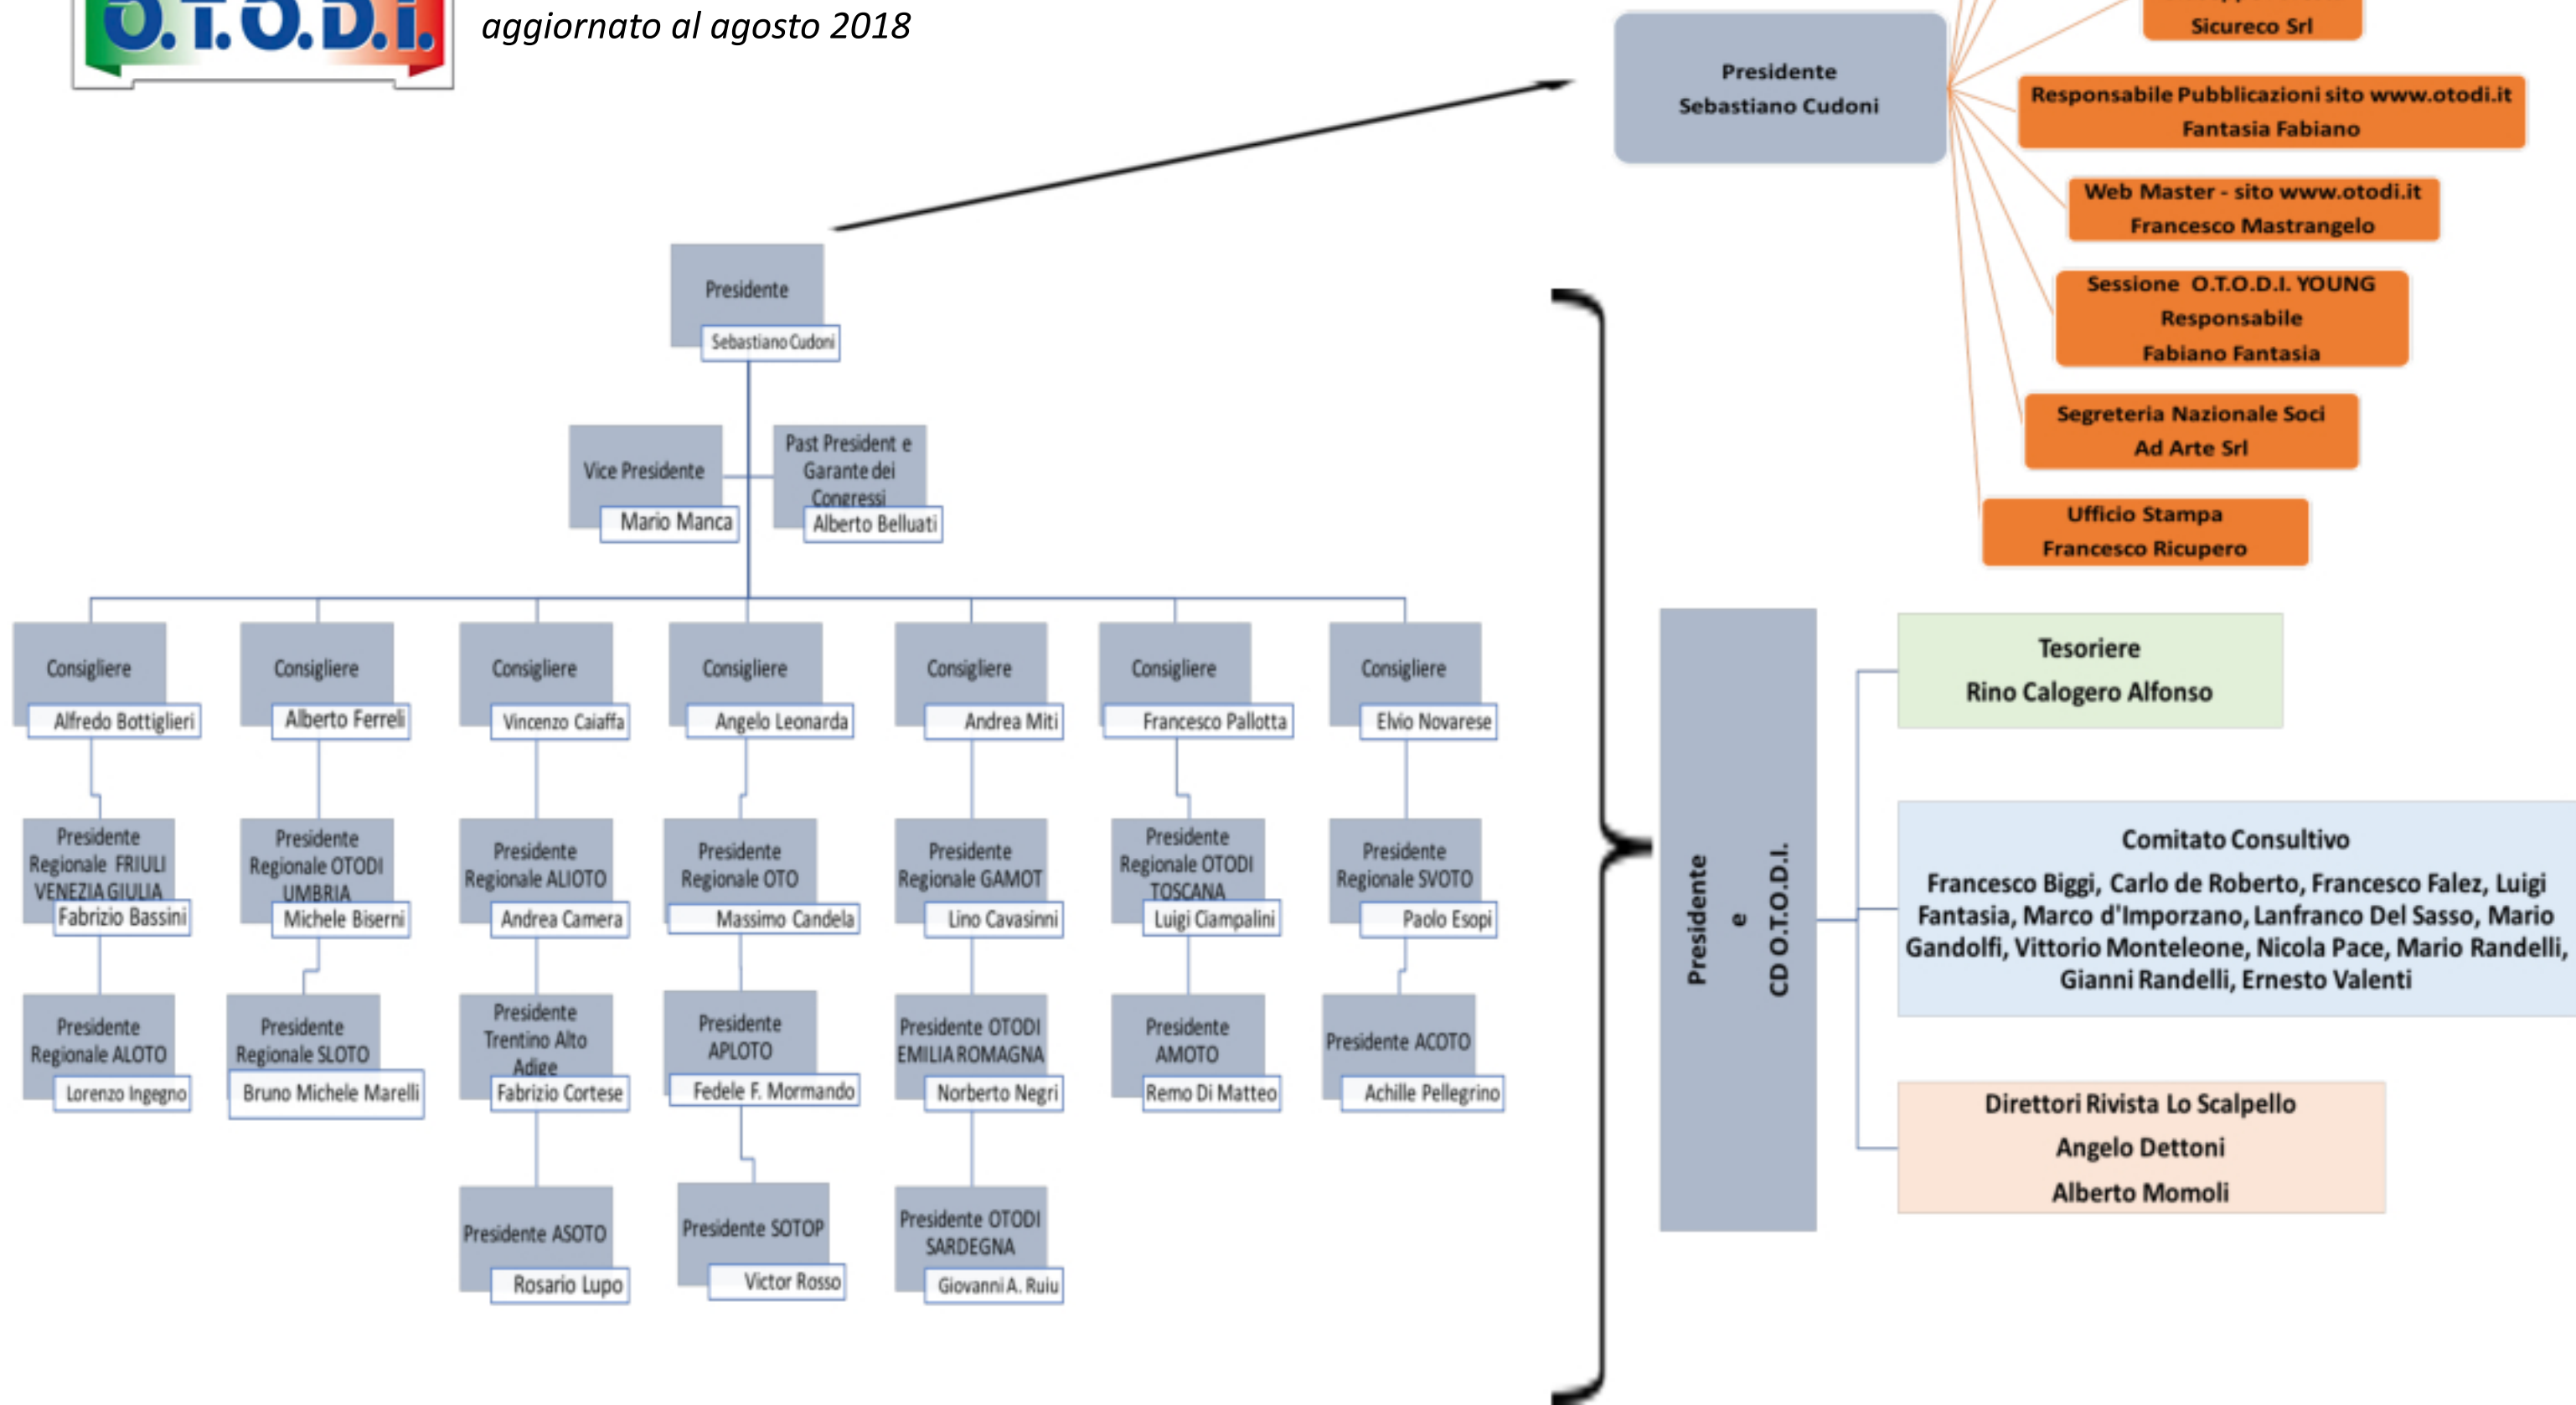 O.T.O.D.I.
aggiornato al agosto 2018
Sicureco Srl
Presidente
Sebastiano Cudoni
Responsabile Pubblicazioni sito www.otodi.it
Fantasia Fabiano
Web Master - sito www.otodi.it
Francesco Mastrangelo
Sessione O.T.O.D.I. YOUNG
Responsabile
Fabiano Fantasia
Segreteria Nazionale Soci
Ad Arte Srl
Ufficio Stampa
Francesco Ricupero
Presidente
Sebastiano Cudoni
Vice Presidente
Mario Manca
Past President e
Garante dei
Congressi
Alberto Belluati
Consigliere
Alfredo Bottiglieri
Consigliere
Alberto Ferreli
Consigliere
Vincenzo Caiaffa
Consigliere
Angelo Leonarda
Consigliere
Andrea Miti
Consigliere
Francesco Pallotta
Consigliere
Elvio Novarese
Presidente
Regionale FRIULI
VENEZIA GIULIA
Fabrizio Bassini
Presidente
Regionale OTODI
UMBRIA
Michele Biserni
Presidente
Regionale ALIOTO
Andrea Camera
Presidente
Regionale OTO
Massimo Candela
Presidente
Regionale GAMOT
Lino Cavasinni
Presidente
Regionale OTODI
TOSCANA
Luigi Ciampalini
Presidente
Regionale SVOTO
Paolo Esopi
Presidente
Regionale ALOTO
Lorenzo Ingegno
Presidente
Regionale SLOTO
Bruno Michele Marelli
Presidente
Trentino Alto
Adige
Fabrizio Cortese
Presidente
APLOTO
Fedele F. Mormando
Presidente OTODI
EMILIA ROMAGNA
Norberto Negri
Presidente
AMOTO
Remo Di Matteo
Presidente ACOTO
Achille Pellegrino
Presidente ASOTO
Rosario Lupo
Presidente SOTOP
Victor Rosso
Presidente OTODI
SARDEGNA
Giovanni A. Ruiu
Presidente
e
CD O.T.O.D.I.
Tesoriere
Rino Calogero Alfonso
Comitato Consultivo
Francesco Biggi, Carlo de Roberto, Francesco Falez, Luigi
Fantasia, Marco d'Imporzano, Lanfranco Del Sasso, Mario
Gandolfi, Vittorio Monteleone, Nicola Pace, Mario Randelli,
Gianni Randelli, Ernesto Valenti
Direttori Rivista Lo Scalpello
Angelo Dettoni
Alberto Momoli